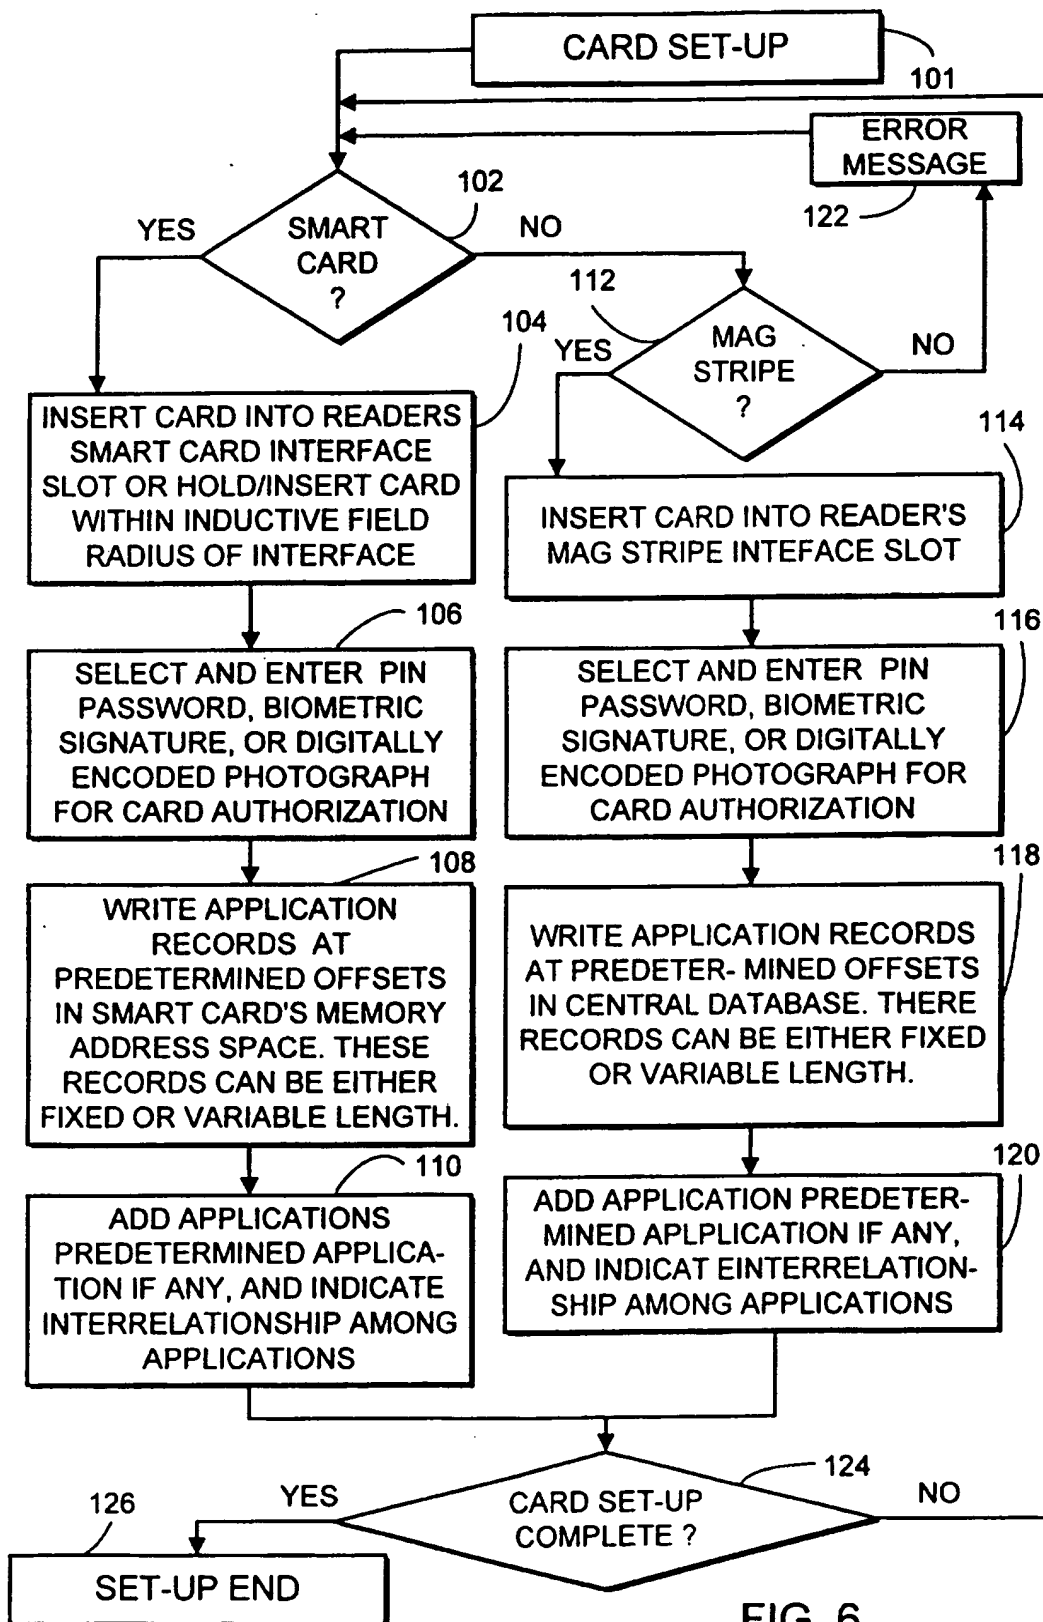 CARD SET-UP
101
ERROR
MESSAGE
122
102
YES
SMART
CARD
?
NO
112
MAG
STRIPE
?
YES
NO
104
INSERT CARD INTO READERS
SMART CARD INTERFACE
SLOT OR HOLD/INSERT CARD
WITHIN INDUCTIVE FIELD
RADIUS OF INTERFACE
114
INSERT CARD INTO READER'S
MAG STRIPE INTEFACE SLOT
106
SELECT AND ENTER PIN
PASSWORD, BIOMETRIC
SIGNATURE, OR DIGITALLY
ENCODED PHOTOGRAPH
FOR CARD AUTHORIZATION
116
SELECT AND ENTER PIN
PASSWORD, BIOMETRIC
SIGNATURE, OR DIGITALLY
ENCODED PHOTOGRAPH FOR
CARD AUTHORIZATION
108
WRITE APPLICATION
RECORDS AT
PREDETERMINED OFFSETS
IN SMART CARD'S MEMORY
ADDRESS SPACE. THESE
RECORDS CAN BE EITHER
FIXED OR VARIABLE LENGTH.
118
WRITE APPLICATION RECORDS
AT PREDETER- MINED OFFSETS
IN CENTRAL DATABASE. THERE
RECORDS CAN BE EITHER FIXED
OR VARIABLE LENGTH.
110
ADD APPLICATIONS
PREDETERMINED APPLICA-
TION IF ANY, AND INDICATE
INTERRELATIONSHIP AMONG
APPLICATIONS
120
ADD APPLICATION PREDETER-
MINED APLPLICATION IF ANY,
AND INDICAT EINTERRELATION-
SHIP AMONG APPLICATIONS
124
YES
CARD SET-UP
COMPLETE ?
NO
126
SET-UP END
FIG. 6